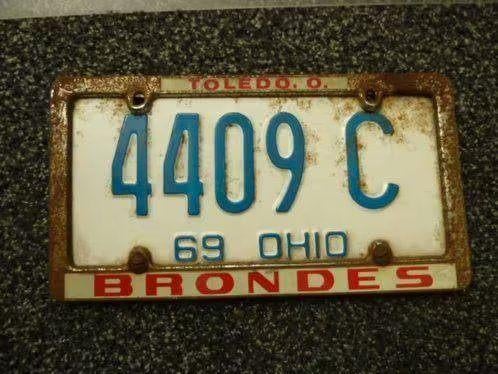 TOLEDO, O.
4409 C
69 OHIO
BRONDES